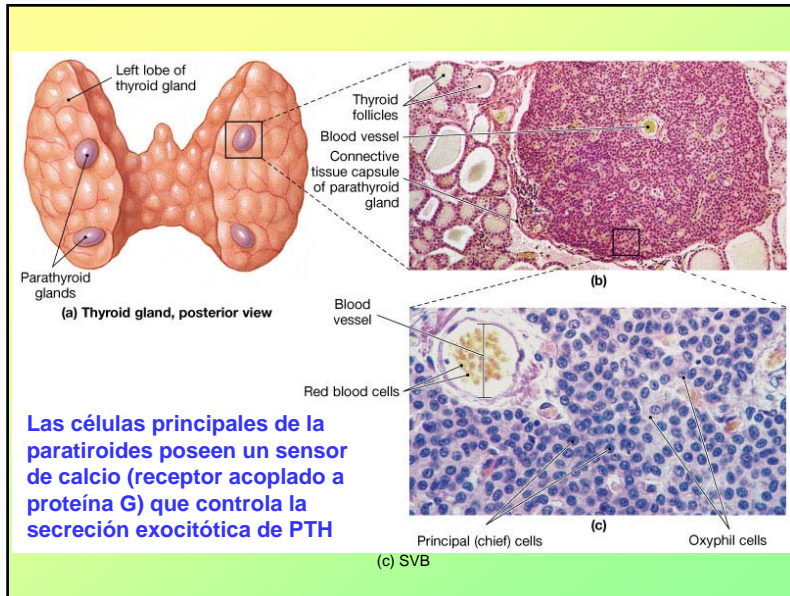 Left lobe of
thyroid gland
Parathyroid
glands
(a) Thyroid gland, posterior view
Thyroid
follicles
Blood vessel
Connective
tissue capsule
of parathyroid
gland
(b)
Blood
vessel
Red blood cells
Principal (chief) cells
Oxyphil cells
(c)
Las células principales de la
paratiroides poseen un sensor
de calcio (receptor acoplado a
proteína G) que controla la
secreción exocitótica de PTH
(c) SVB